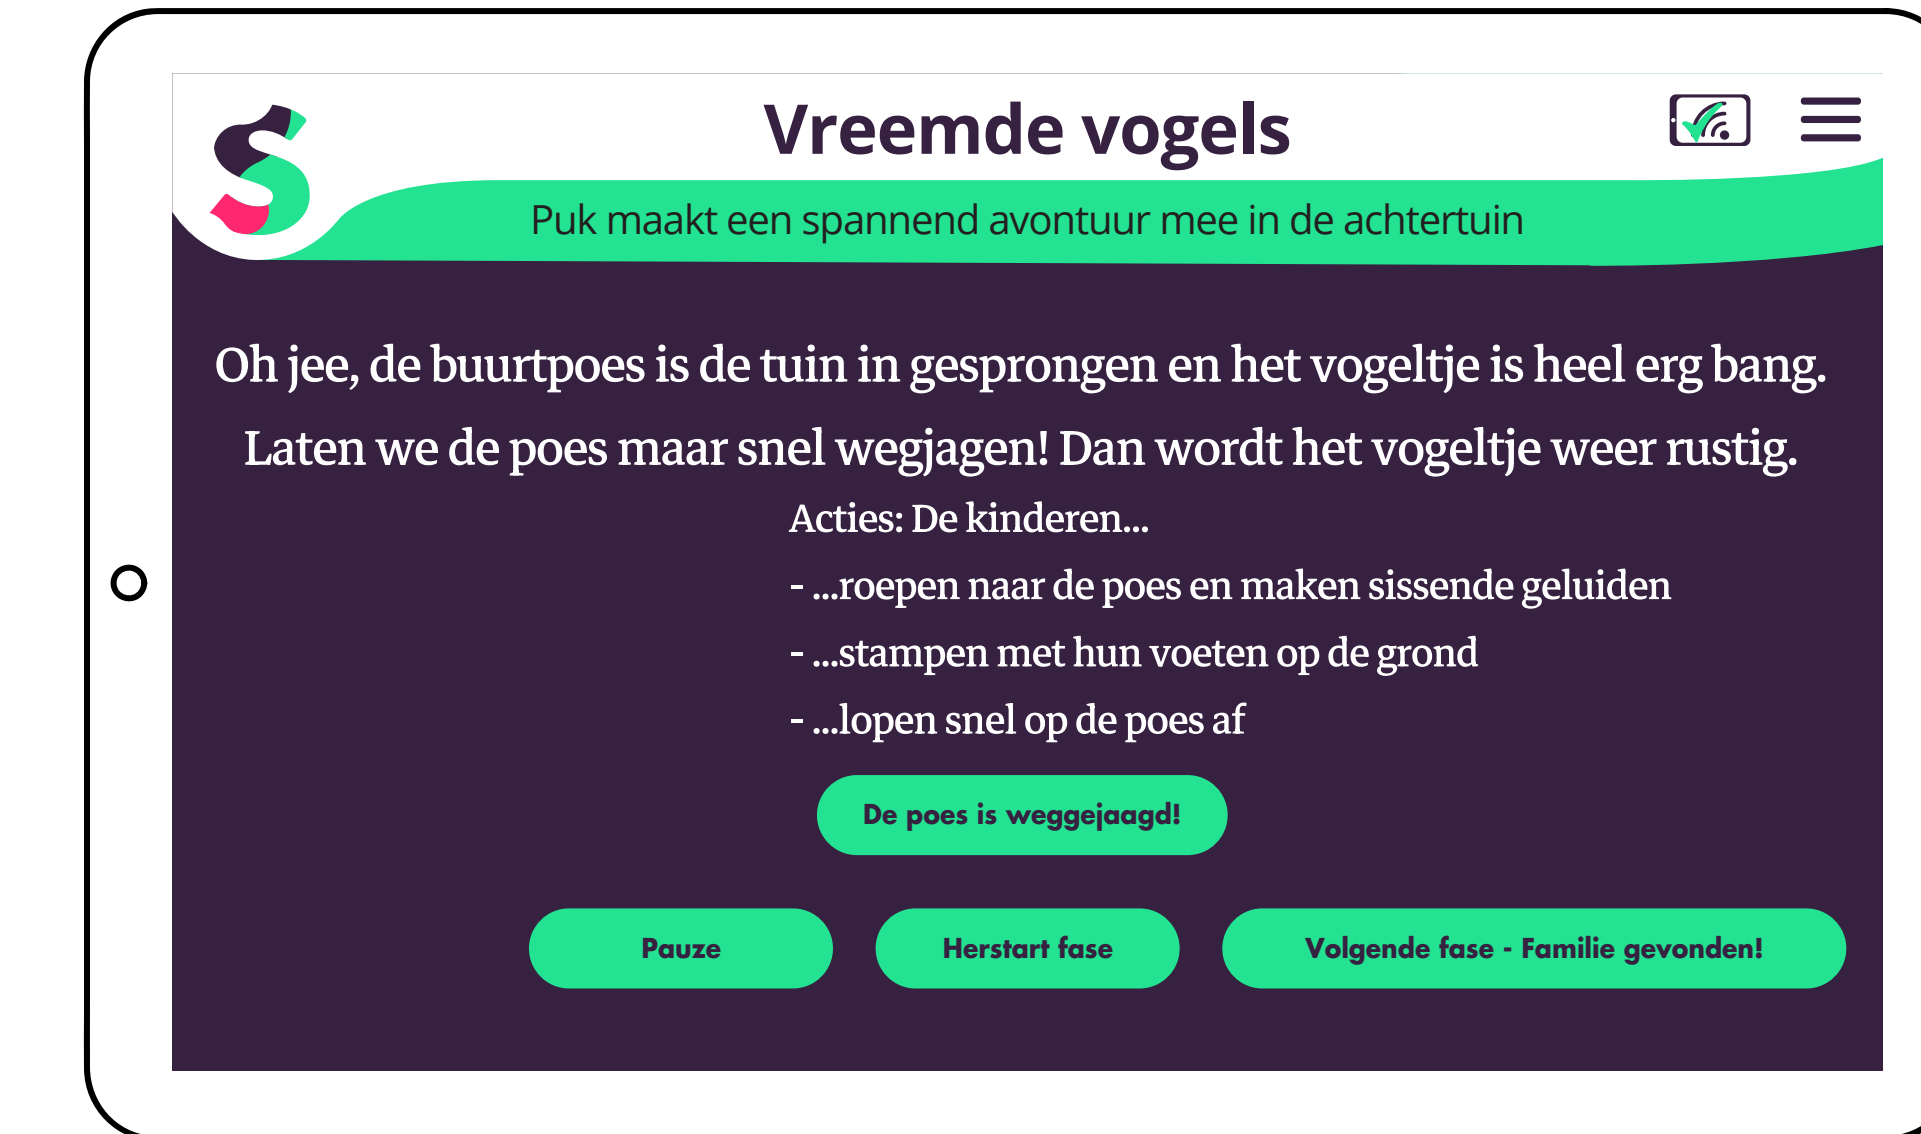 Vreemde vogels
Puk maakt een spannend avontuur mee in de achtertuin
Oh jee, de buurtpoes is de tuin in gesprongen en het vogeltje is heel erg bang.
Laten we de poes maar snel wegjagen! Dan wordt het vogeltje weer rustig.
Acties: De kinderen...
- ...roepen naar de poes en maken sissende geluiden
- ...stampen met hun voeten op de grond
- ...lopen snel op de poes af
De poes is weggejaagd!
Pauze
Herstart fase
Volgende fase - Familie gevonden!